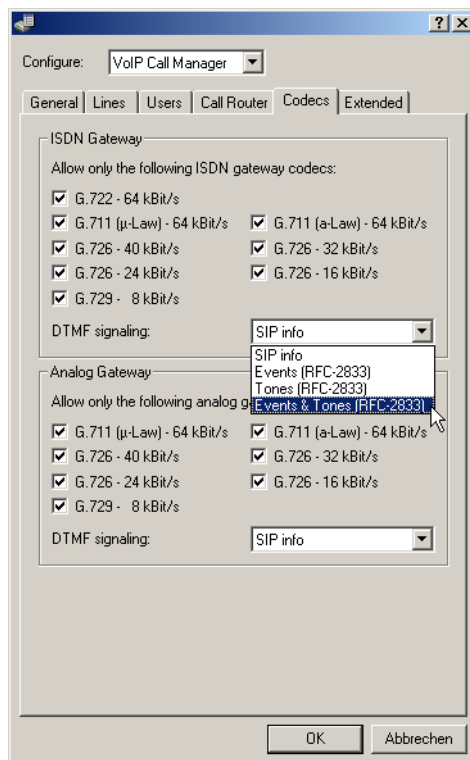 Configure: VoIP Call Manager
General Lines Users Call Router Codecs Extended
ISDN Gateway
Allow only the following ISDN gateway codecs:
G.722 - 64 kBit/s
G.711 (µ-Law) - 64 kBit/s G.711 (a-Law) - 64 kBit/s
G.726 - 40 kBit/s G.726 - 32 kBit/s
G.726 - 24 kBit/s G.726 - 16 kBit/s
G.729 - 8 kBit/s
DTMF signaling: SIP info
SIP info
Events (RFC-2833)
Tones (RFC-2833)
Events & Tones (RFC-2833)
Analog Gateway
Allow only the following analog g
G.711 (µ-Law) - 64 kBit/s G.711 (a-Law) - 64 kBit/s
G.726 - 40 kBit/s G.726 - 32 kBit/s
G.726 - 24 kBit/s G.726 - 16 kBit/s
G.729 - 8 kBit/s
DTMF signaling: SIP info
OK Abbrechen